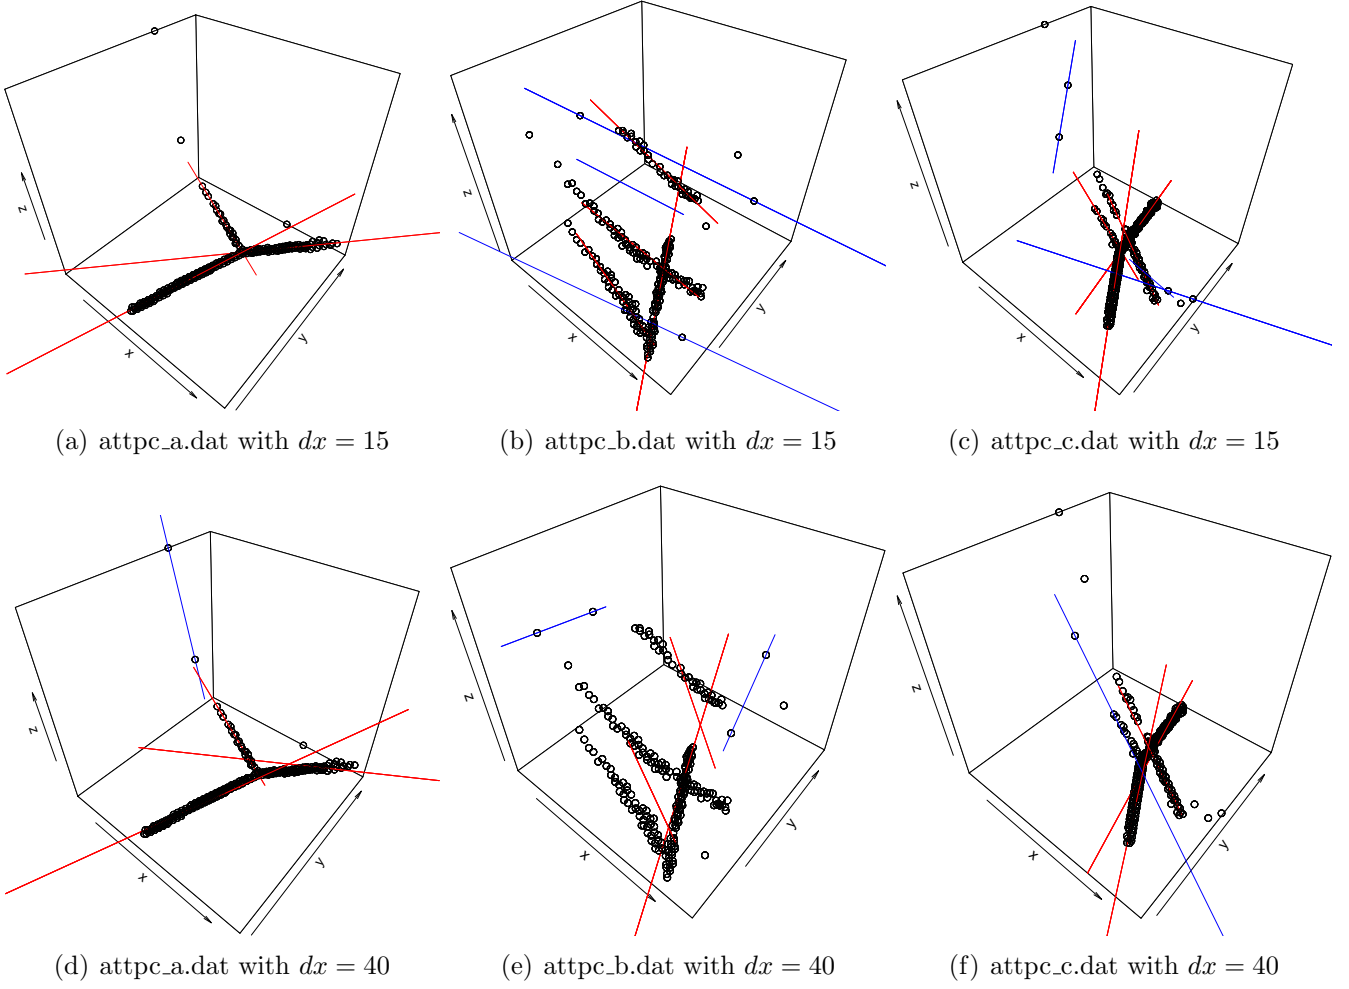 z
x
y
z
x
y
z
x
y
(a) attpc_a.dat with dx = 15
(b) attpc_b.dat with dx = 15
(c) attpc_c.dat with dx = 15
z
x
y
z
x
y
z
x
y
(d) attpc_a.dat with dx = 40
(e) attpc_b.dat with dx = 40
(f) attpc_c.dat with dx = 40